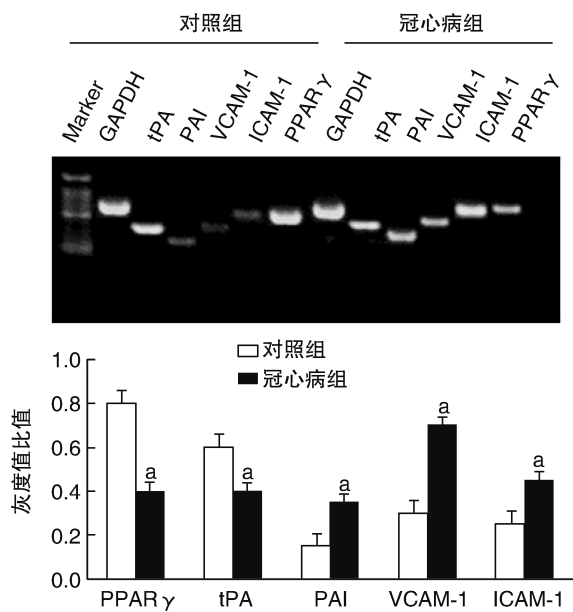 对照组 冠心病组
Marker GAPDH tPA PAI VCAM-1 ICAM-1 PPARγ GAPDH tPA PAI VCAM-1 ICAM-1 PPARγ
对照组
冠心病组
灰度值比值
1.0
0.8
0.6
0.4
0.2
0.0
a a a a a
PPARγ tPA PAI VCAM-1 ICAM-1